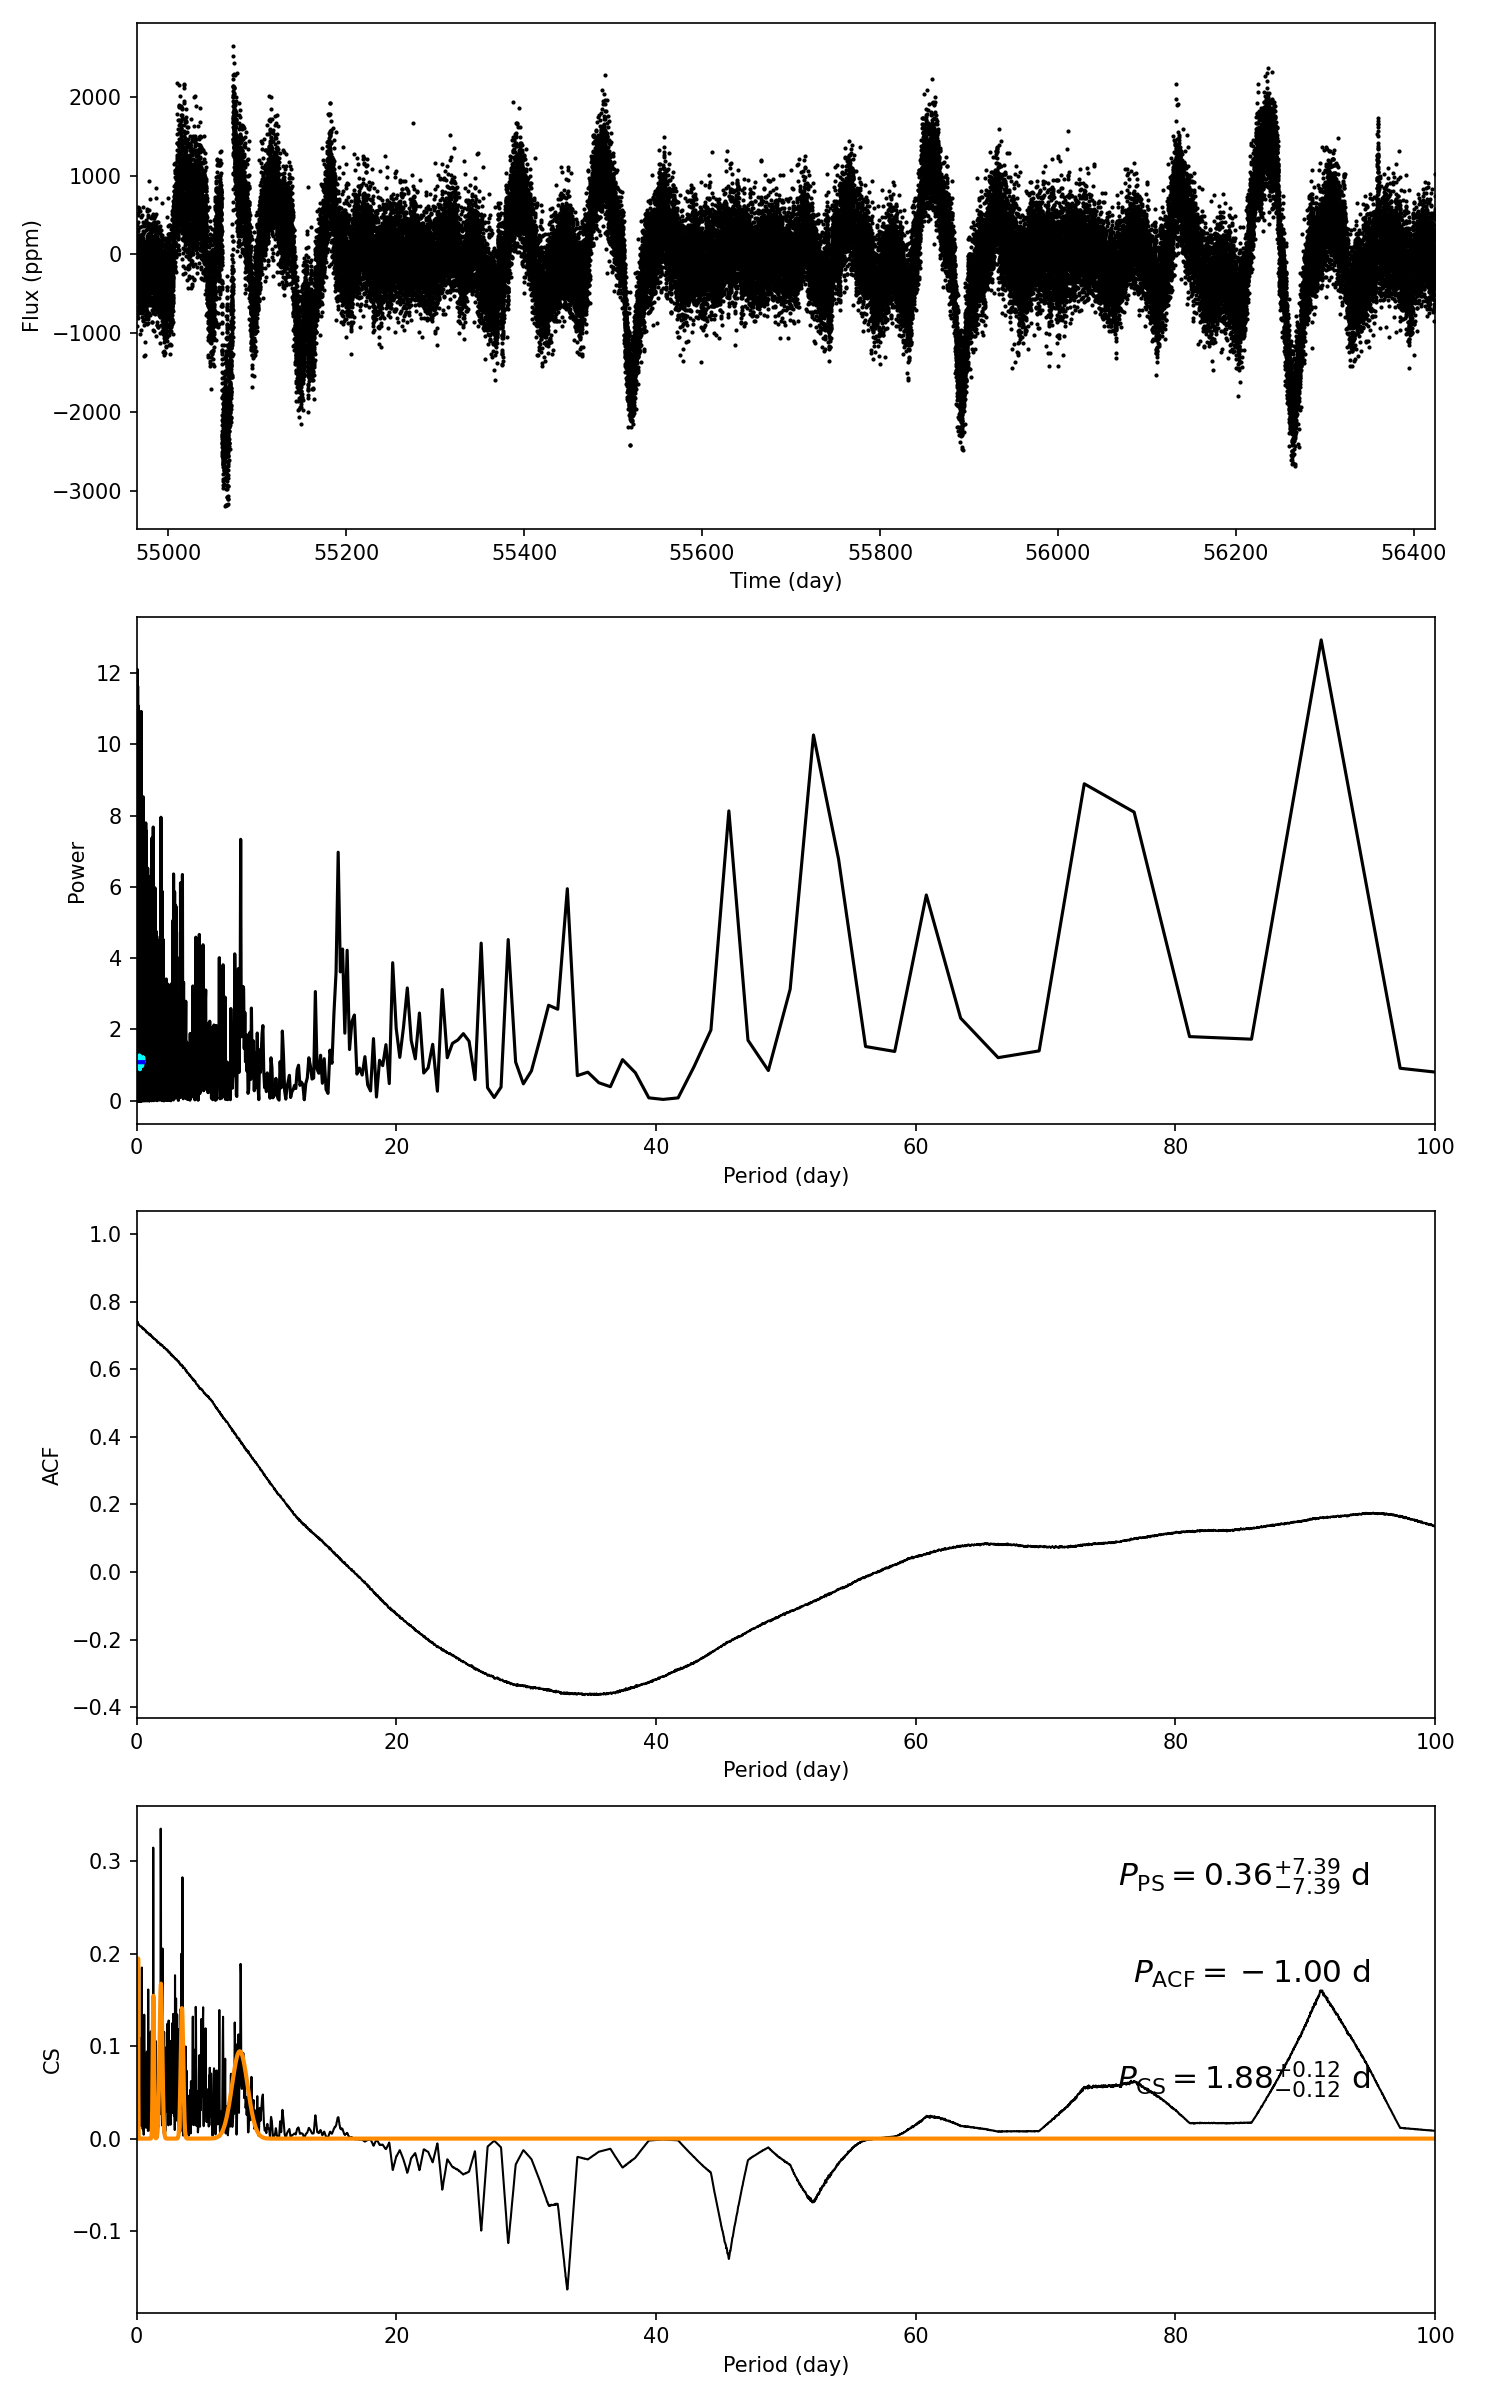 2000
1000
0
−1000
−2000
−3000
Flux (ppm)
55000 55200 55400 55600 55800 56000 56200 56400
Time (day)
12
10
8
6
4
2
0
Power
0 20 40 60 80 100
Period (day)
1.0
0.8
0.6
0.4
0.2
0.0
−0.2
−0.4
ACF
0 20 40 60 80 100
Period (day)
0.3
0.2
0.1
0.0
−0.1
CS
P_PS = 0.36^{+7.39}_{−7.39} d
P_ACF = −1.00 d
P_CS = 1.88^{+0.12}_{−0.12} d
0 20 40 60 80 100
Period (day)